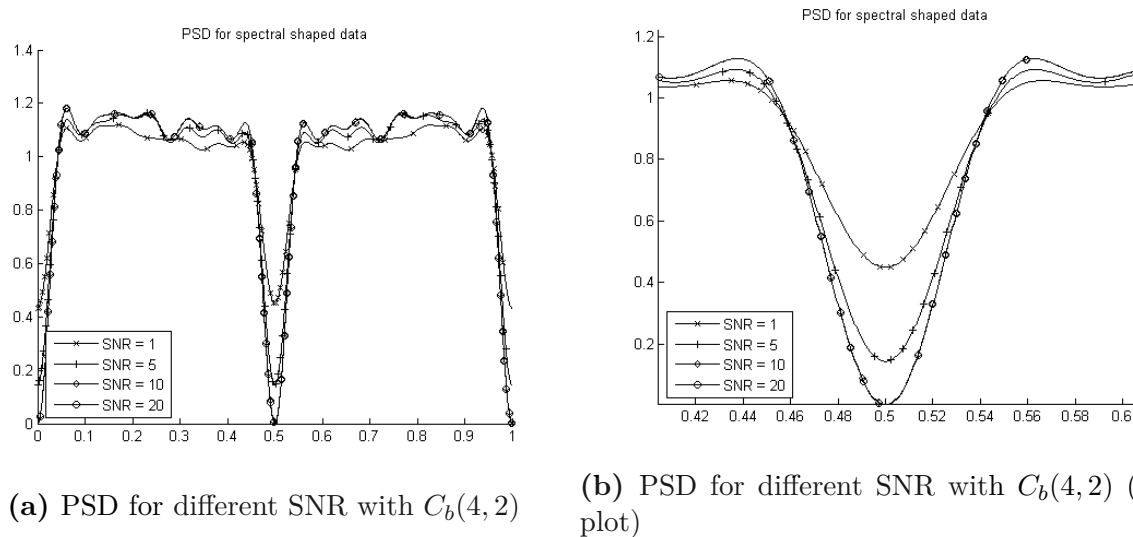 PSD for spectral shaped data
1.4
1.2
1
0.8
0.6
0.4
0.2
0
SNR = 1
SNR = 5
SNR = 10
SNR = 20
0 0.1 0.2 0.3 0.4 0.5 0.6 0.7 0.8 0.9 1
(a) PSD for different SNR with C_b(4, 2)
PSD for spectral shaped data
1.2
1
0.8
0.6
0.4
0.2
SNR = 1
SNR = 5
SNR = 10
SNR = 20
0.42 0.44 0.46 0.48 0.5 0.52 0.54 0.56 0.58 0.6
(b) PSD for different SNR with C_b(4, 2) (
plot)